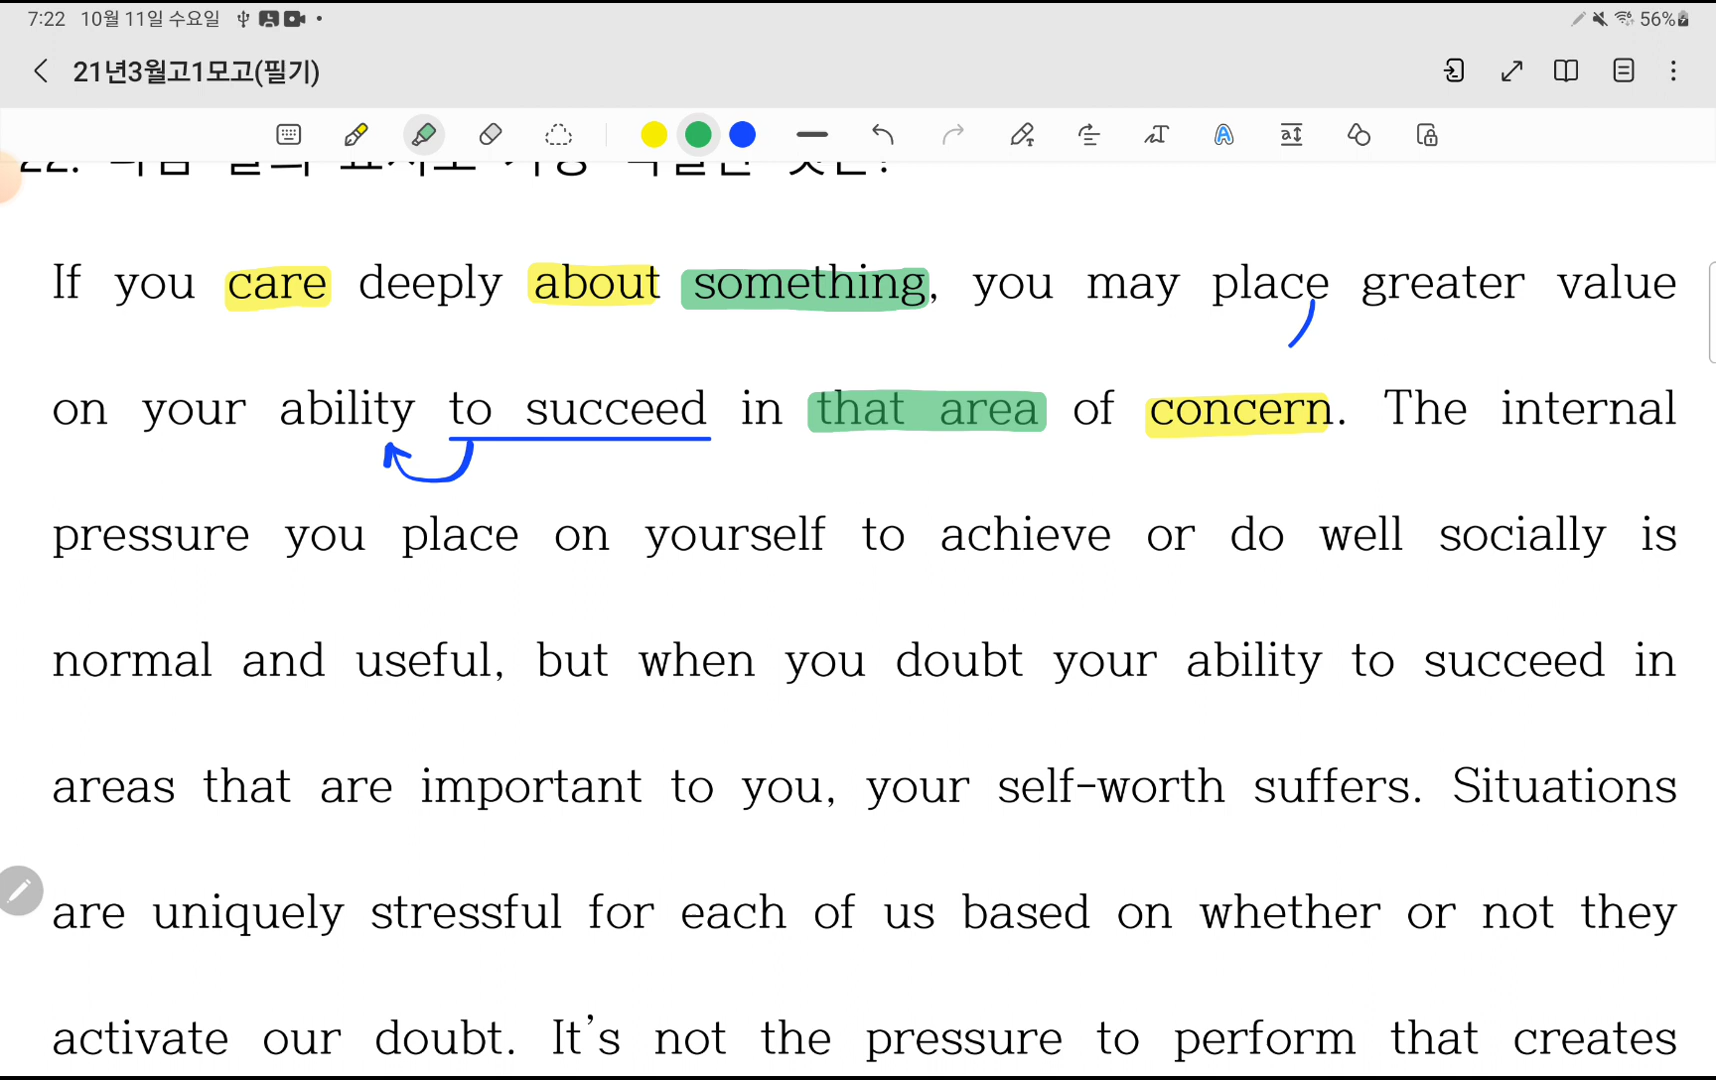 7:22 10월 11일 수요일 56%
21년3월고1모고(필기)
If you care deeply about something, you may place greater value
on your ability to succeed in that area of concern. The internal
pressure you place on yourself to achieve or do well socially is
normal and useful, but when you doubt your ability to succeed in
areas that are important to you, your self-worth suffers. Situations
are uniquely stressful for each of us based on whether or not they
activate our doubt. It's not the pressure to perform that creates